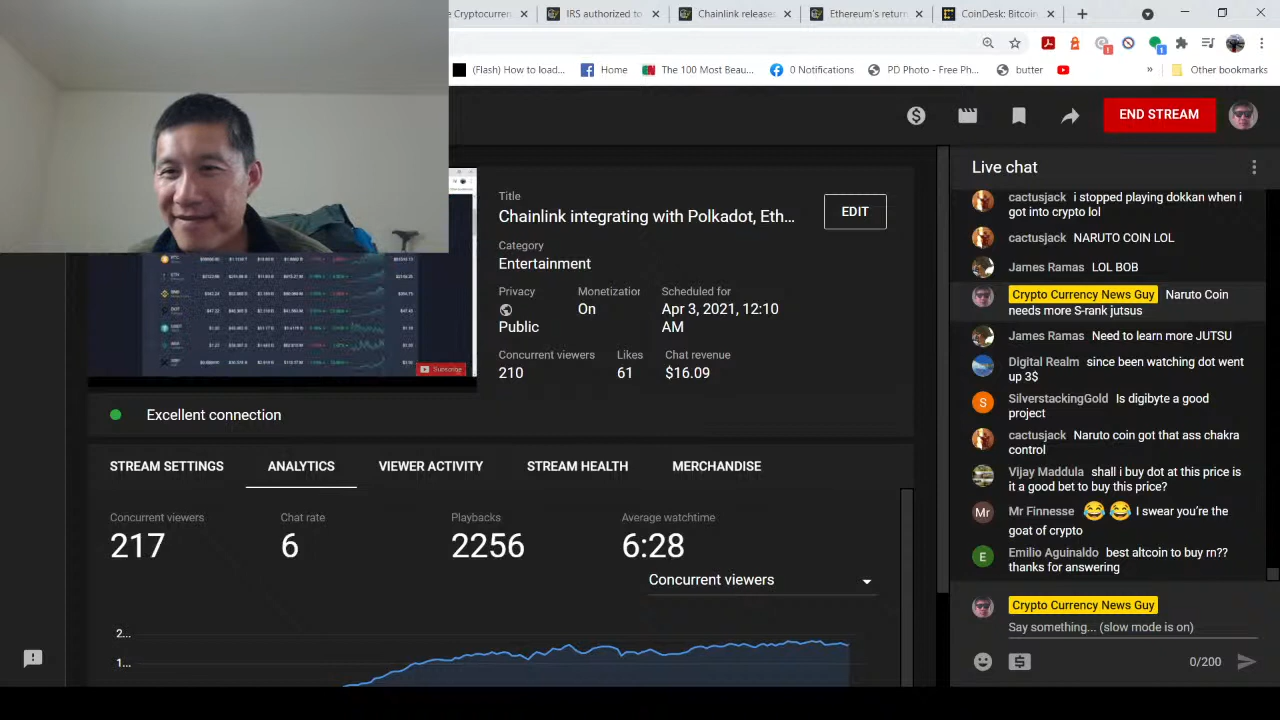 e Cryptocurren
IRS authorized to
Chainlink releases
Ethereum's return
CoinDesk: Bitcoin
(Flash) How to load...
Home
The 100 Most Beau...
0 Notifications
PD Photo - Free Ph...
butter
»
Other bookmarks
END STREAM
Title
Chainlink integrating with Polkadot, Eth...
EDIT
Category
Entertainment
Privacy
Public
Monetization
On
Scheduled for
Apr 3, 2021, 12:10
AM
Concurrent viewers
210
Likes
61
Chat revenue
$16.09
Subscribe
Excellent connection
STREAM SETTINGS
ANALYTICS
VIEWER ACTIVITY
STREAM HEALTH
MERCHANDISE
Concurrent viewers
217
Chat rate
6
Playbacks
2256
Average watchtime
6:28
Concurrent viewers
2...
1...
Live chat
cactusjack i stopped playing dokkan when i
got into crypto lol
cactusjack NARUTO COIN LOL
James Ramas LOL BOB
Crypto Currency News Guy Naruto Coin
needs more S-rank jutsus
James Ramas Need to learn more JUTSU
Digital Realm since been watching dot went
up 3$
S
SilverstackingGold Is digibyte a good
project
cactusjack Naruto coin got that ass chakra
control
Vijay Maddula shall i buy dot at this price is
it a good bet to buy this price?
Mr
Mr Finnesse 😂 😂 I swear you’re the
goat of crypto
E
Emilio Aguinaldo best altcoin to buy rn??
thanks for answering
Crypto Currency News Guy
Say something... (slow mode is on)
0/200